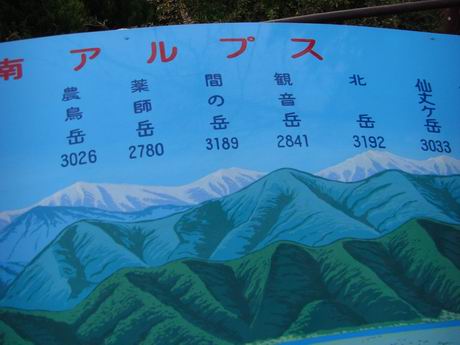 南アルプス
農鳥岳
3026
薬師岳
2780
間の岳
3189
観音岳
2841
北岳
3192
仙丈ケ岳
3033